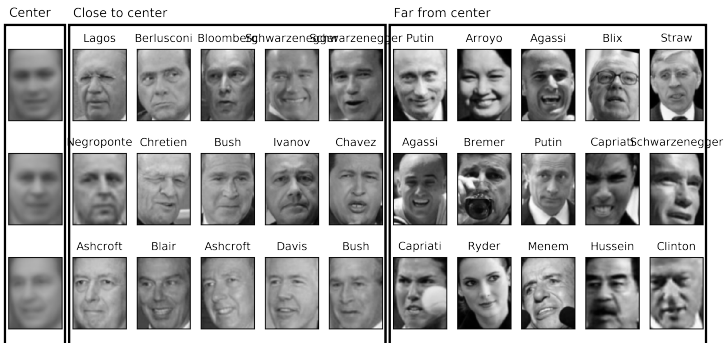 Center Close to center Far from center
Lagos Berlusconi Bloomberg Schwarzenegger Schwarzenegger Putin Arroyo Agassi Blix Straw
Negroponte Chretien Bush Ivanov Chavez Agassi Bremer Putin Capriati Schwarzenegger
Ashcroft Blair Ashcroft Davis Bush Capriati Ryder Menem Hussein Clinton